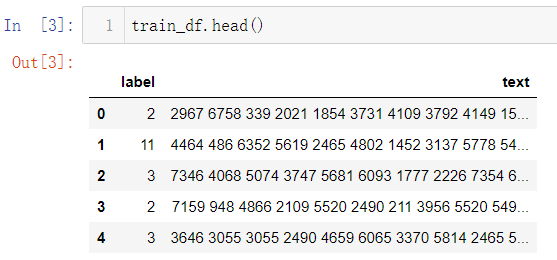 In [3]: 1 train_df.head()
Out[3]:
label text
0 2 2967 6758 339 2021 1854 3731 4109 3792 4149 15...
1 11 4464 486 6352 5619 2465 4802 1452 3137 5778 54...
2 3 7346 4068 5074 3747 5681 6093 1777 2226 7354 6...
3 2 7159 948 4866 2109 5520 2490 211 3956 5520 549...
4 3 3646 3055 3055 2490 4659 6065 3370 5814 2465 5...